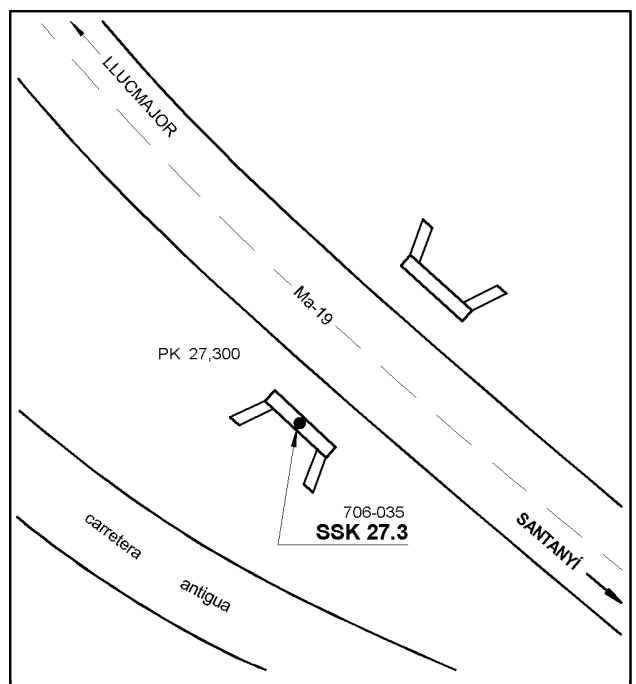 LLUCMAJOR
Ma-19
PK 27,300
706-035
SSK 27.3
SANTANYÍ
carretera
antigua